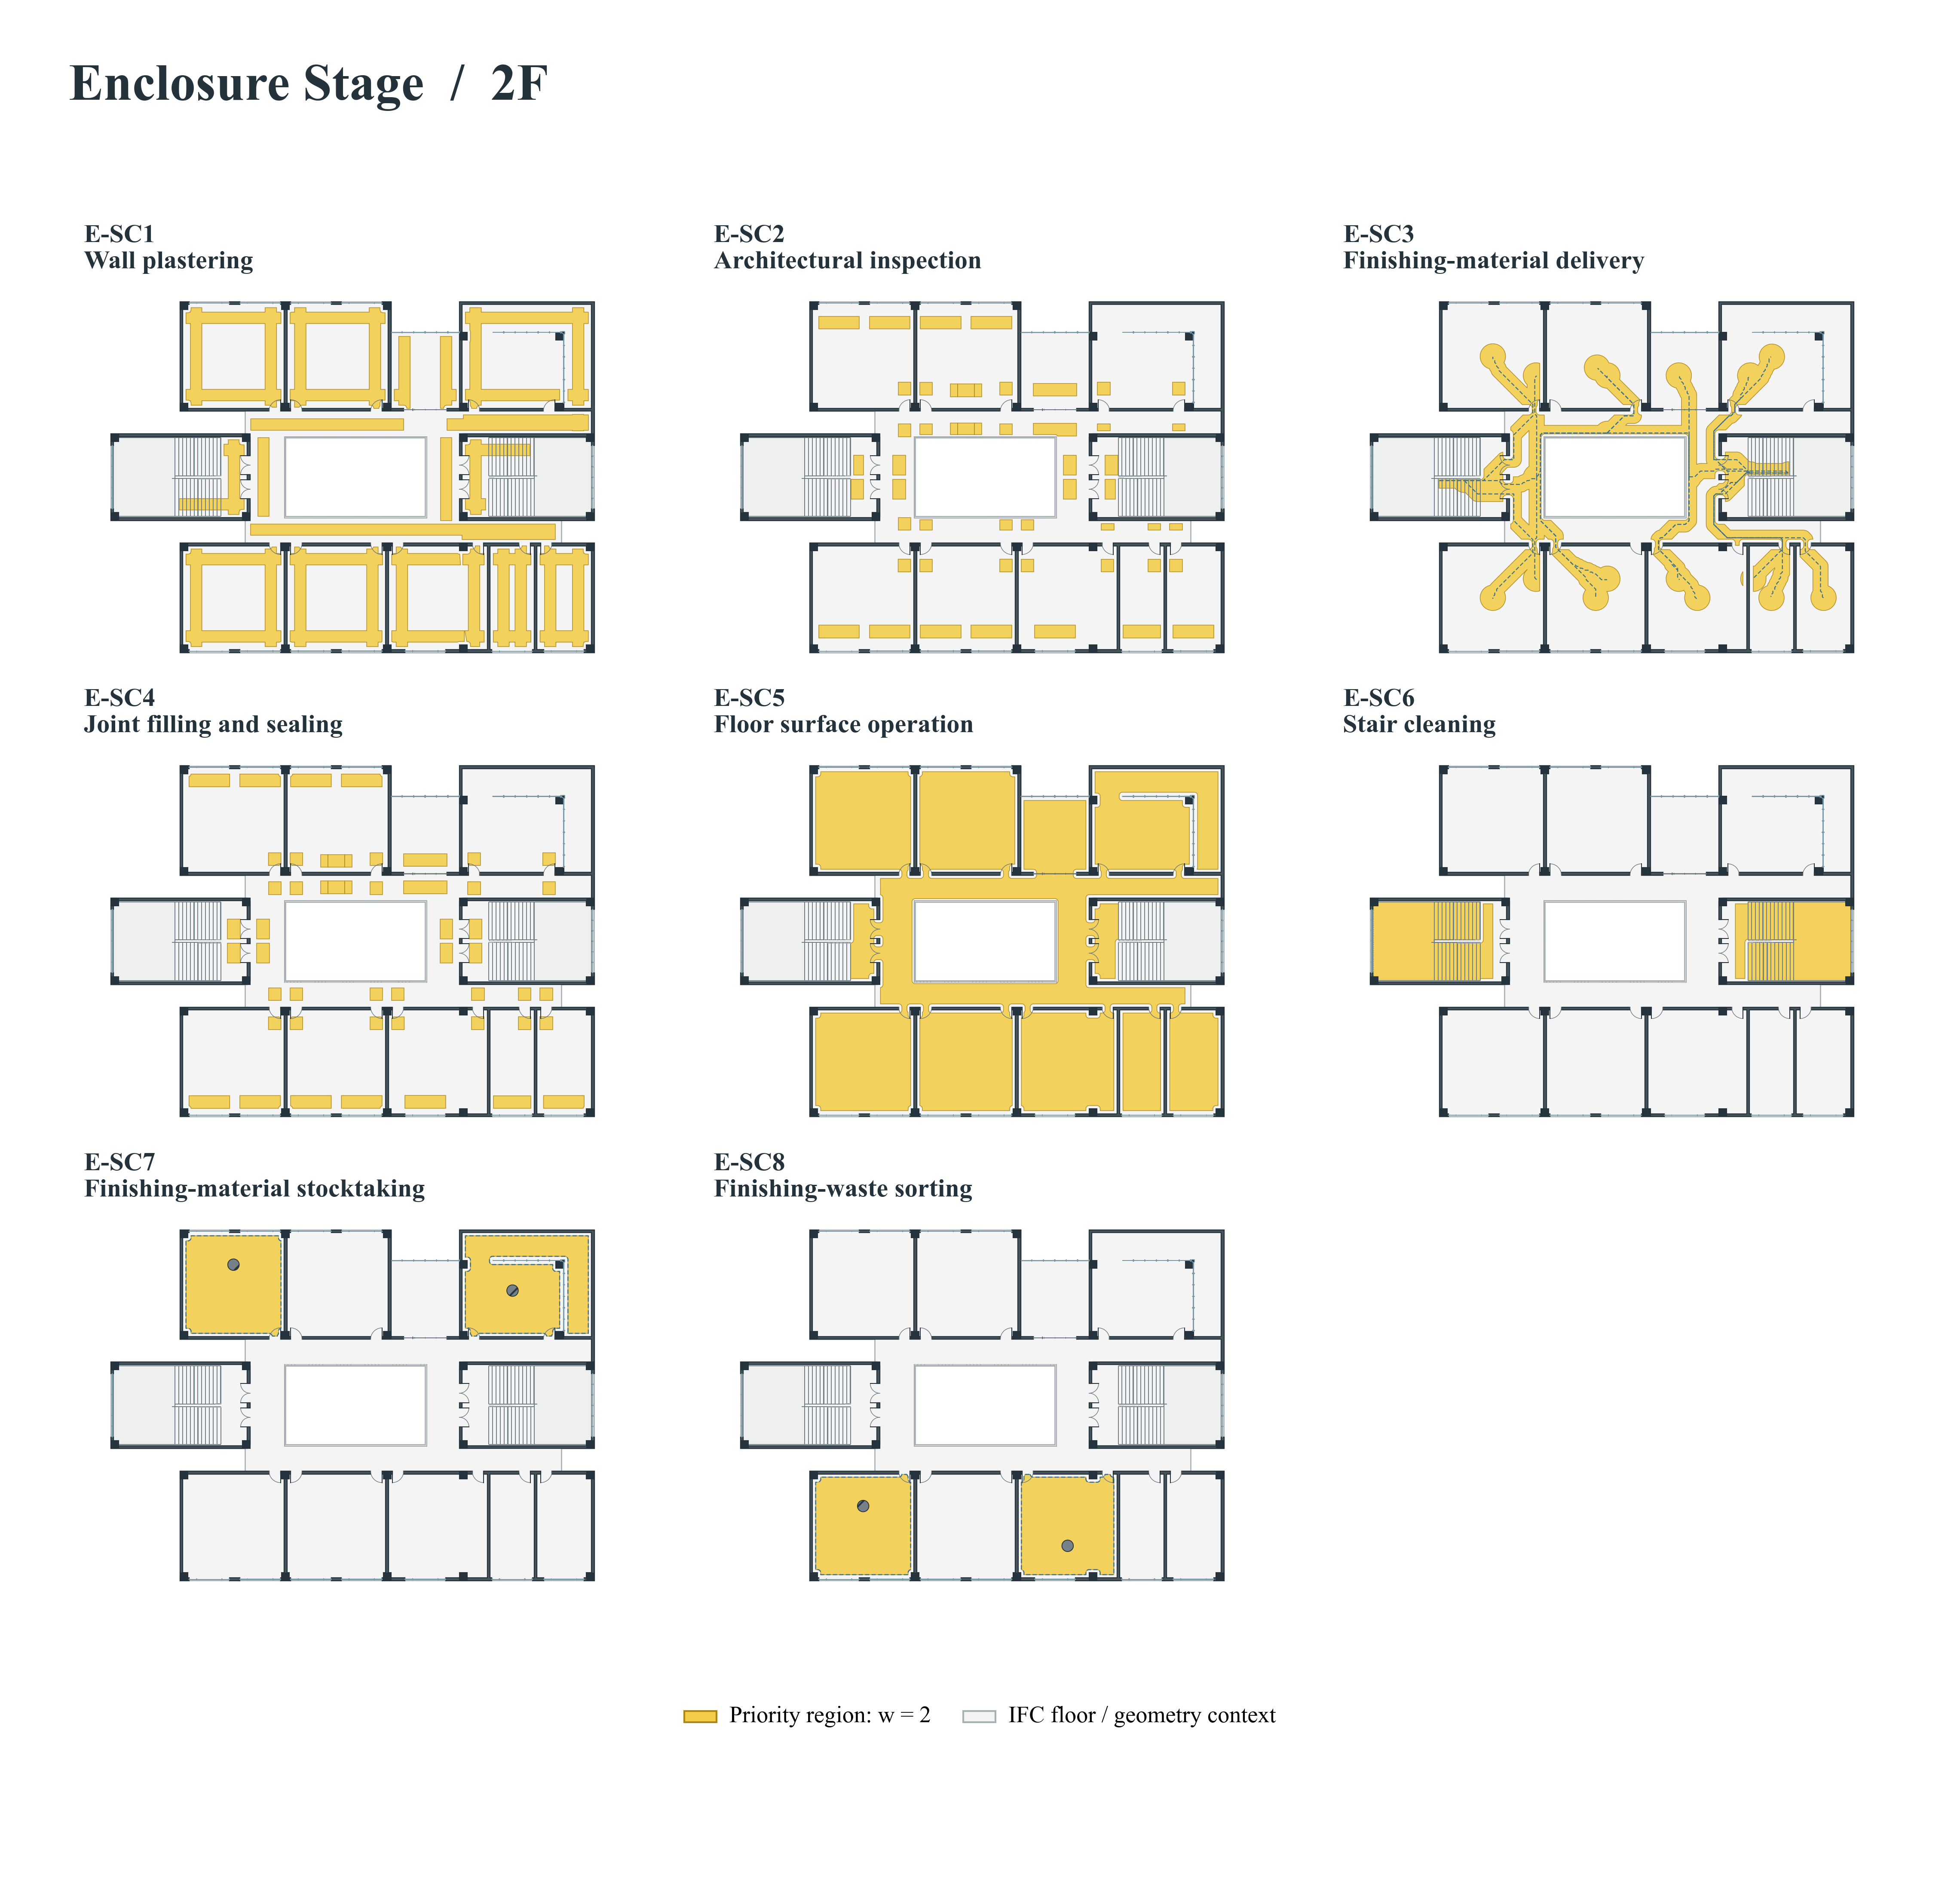 Enclosure Stage / 2F
E-SC1
Wall plastering
E-SC2
Architectural inspection
E-SC3
Finishing-material delivery
E-SC4
Joint filling and sealing
E-SC5
Floor surface operation
E-SC6
Stair cleaning
E-SC7
Finishing-material stocktaking
E-SC8
Finishing-waste sorting
Priority region: w = 2
IFC floor / geometry context